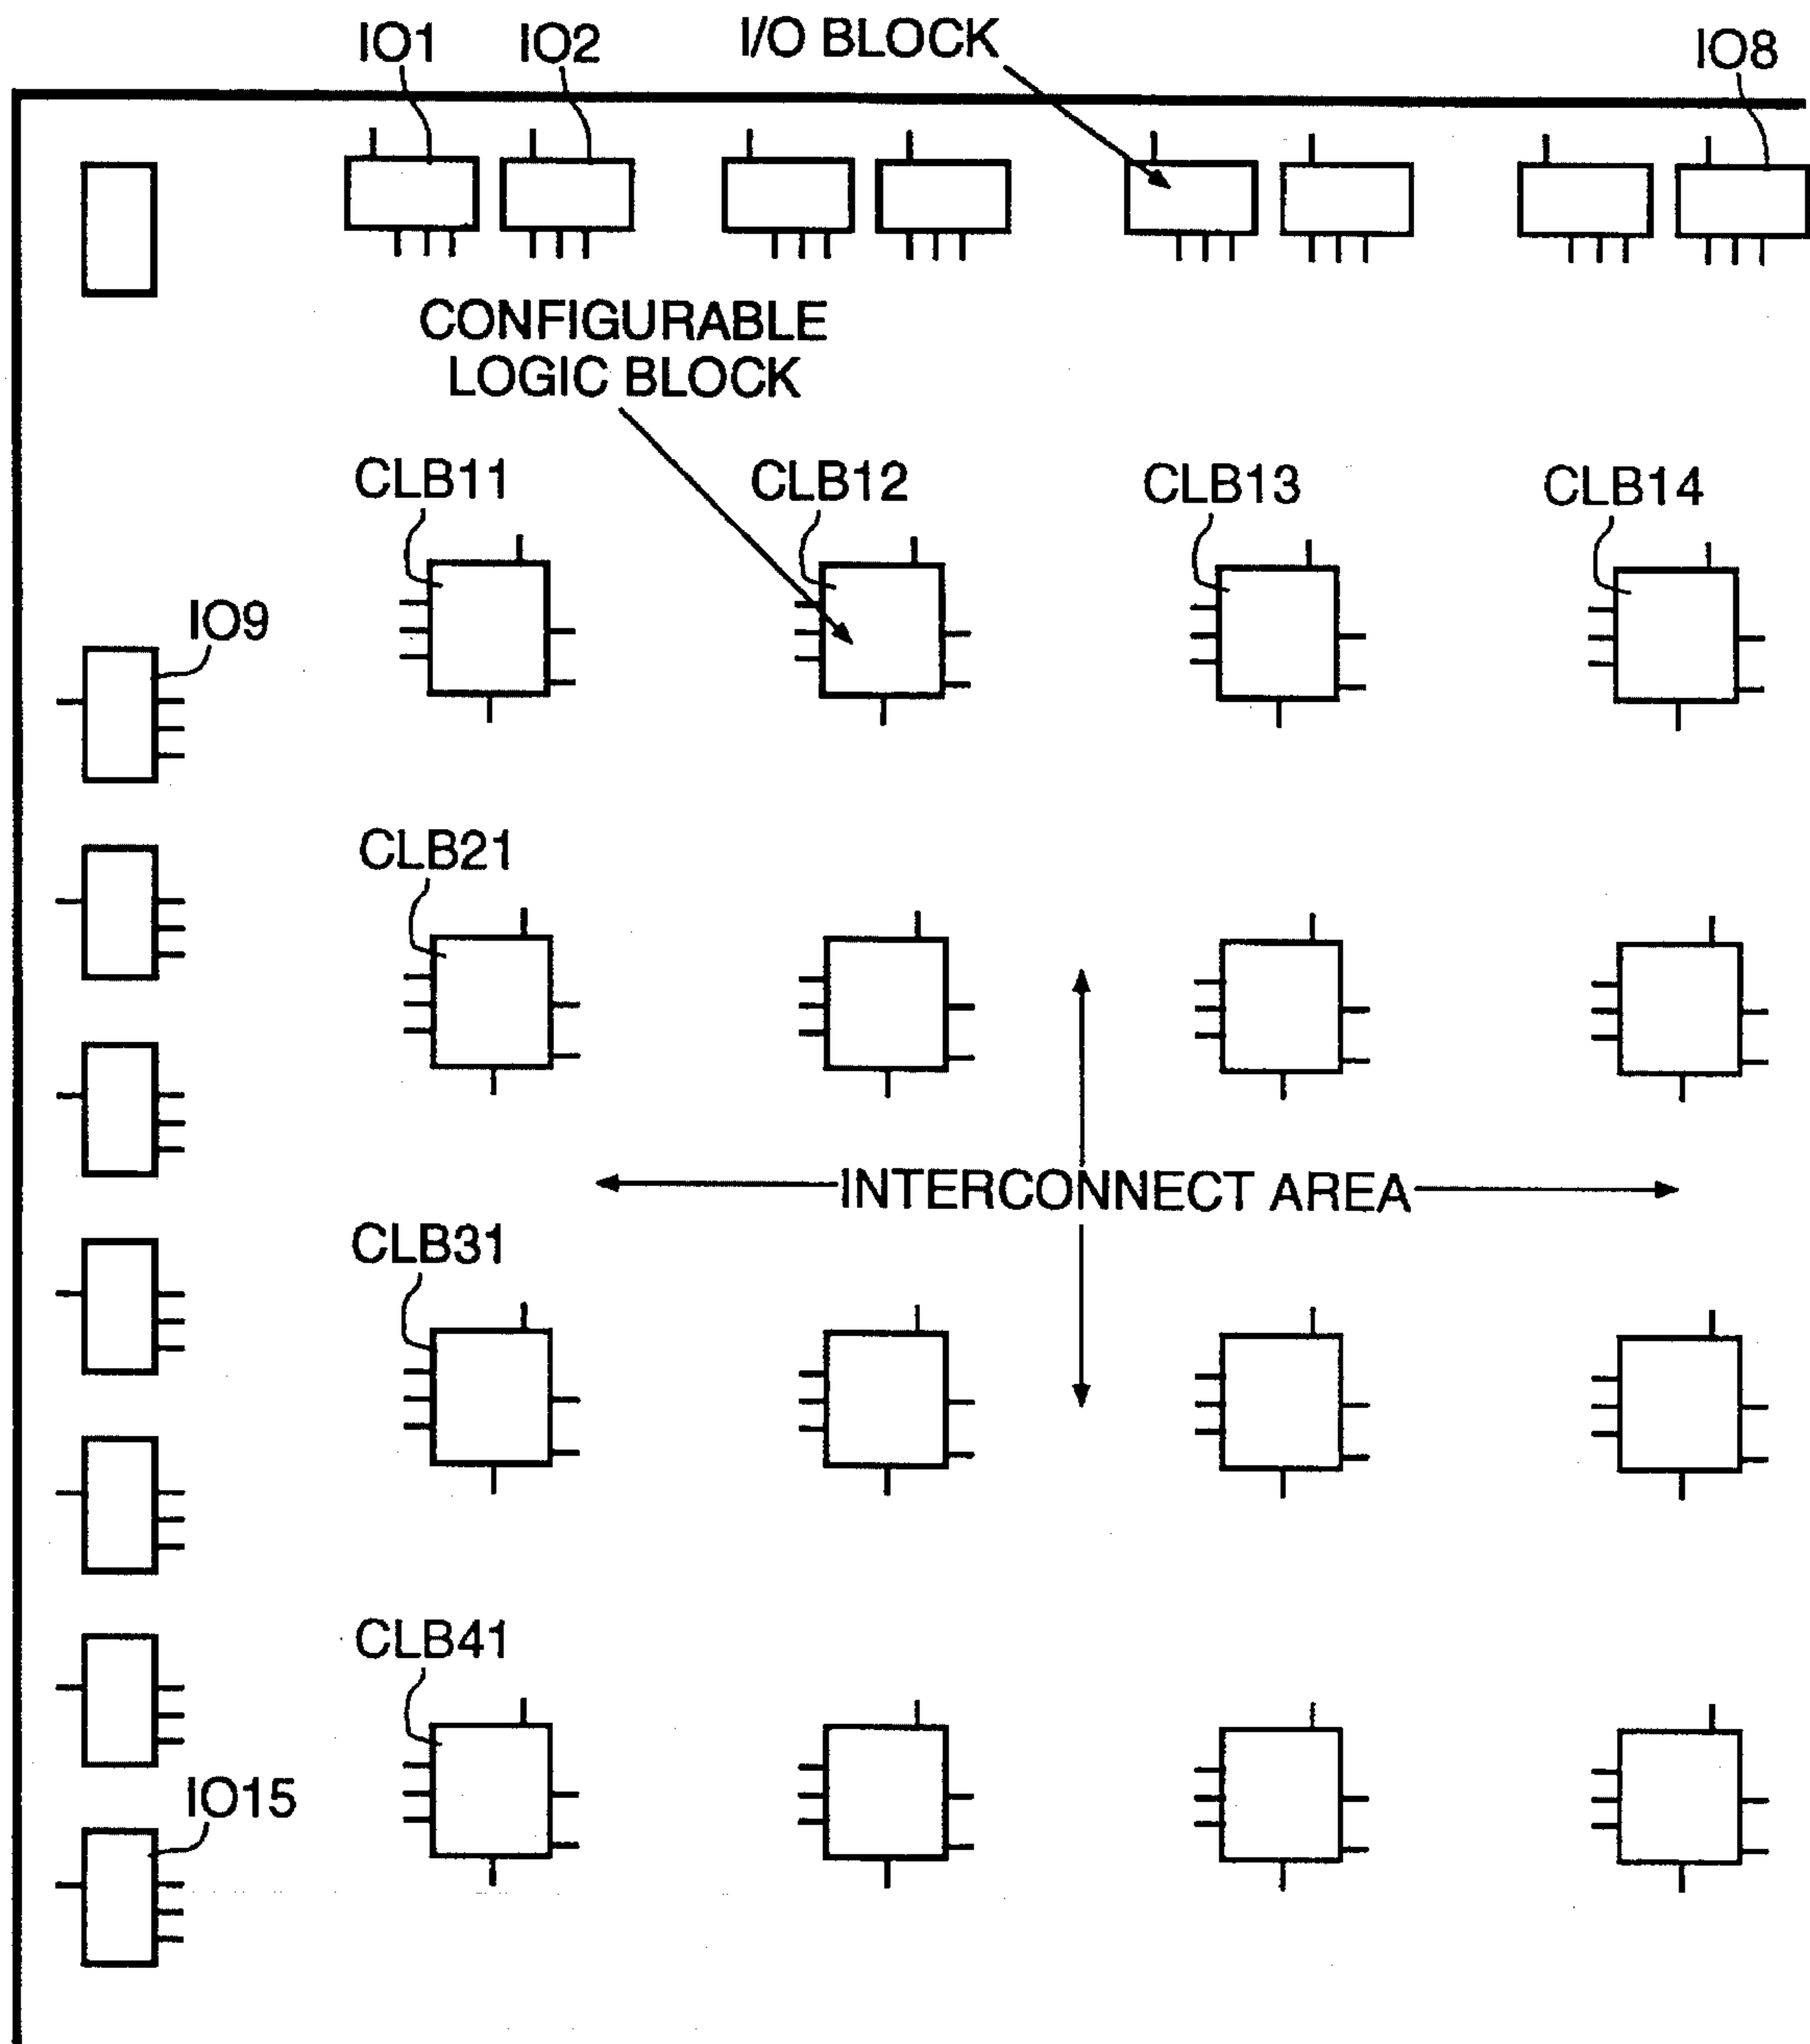 IO1
IO2
I/O BLOCK
IO8
CONFIGURABLE
LOGIC BLOCK
CLB11
CLB12
CLB13
CLB14
IO9
CLB21
INTERCONNECT AREA
CLB31
CLB41
IO15